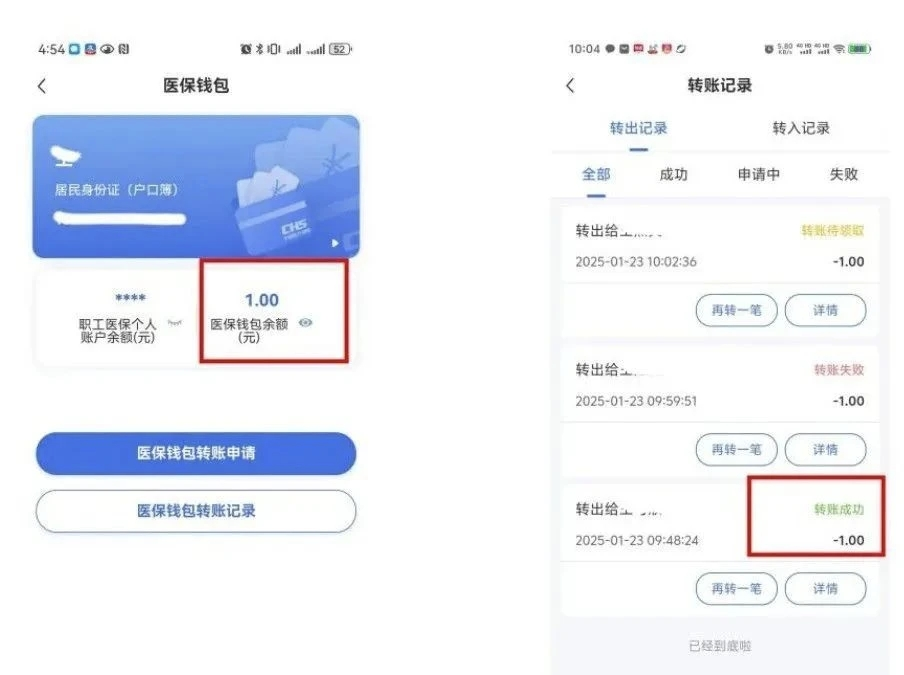 4:54
52
医保钱包
居民身份证（户口簿）
CHS
****
职工医保个人
账户余额(元)
1.00
医保钱包余额
(元)
医保钱包转账申请
医保钱包转账记录
10:04
5.80
KB/s
4G HD
4G HD
转账记录
转出记录
转入记录
全部
成功
申请中
失败
转出给
转账待领取
2025-01-23 10:02:36
-1.00
再转一笔
详情
转出给
转账失败
2025-01-23 09:59:51
-1.00
再转一笔
详情
转出给
转账成功
2025-01-23 09:48:24
-1.00
再转一笔
详情
已经到底啦